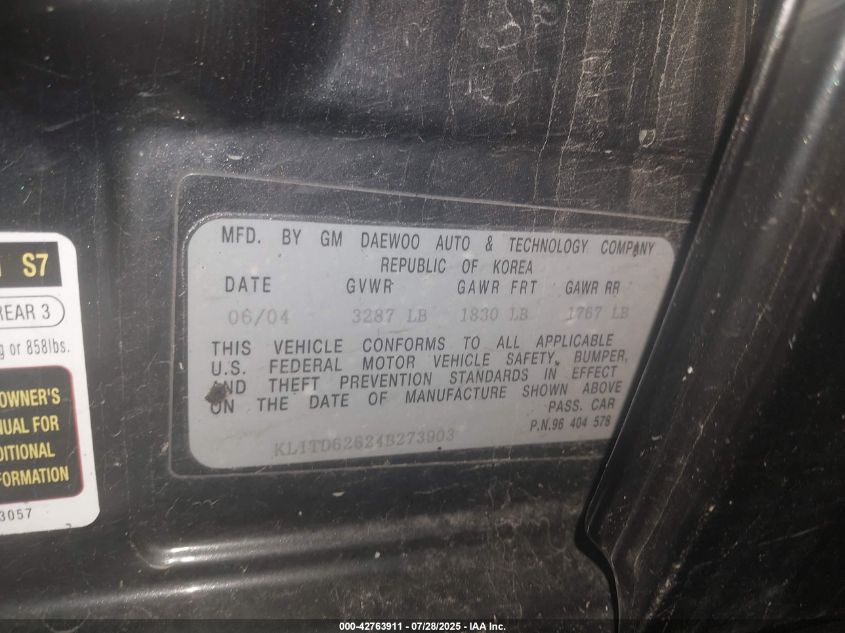 S7
REAR 3
g or 858lbs.
OWNER'S
NUAL FOR
DITIONAL
FORMATION
3057
MFD. BY GM DAEWOO AUTO & TECHNOLOGY COMPANY
REPUBLIC OF KOREA
DATE GVWR GAWR FRT GAWR RR
06/04 3287 LB 1830 LB 1767 LB
THIS VEHICLE CONFORMS TO ALL APPLICABLE
U.S. FEDERAL MOTOR VEHICLE SAFETY, BUMPER,
AND THEFT PREVENTION STANDARDS IN EFFECT
ON THE DATE OF MANUFACTURE SHOWN ABOVE
PASS. CAR
P.N.96 404 578
KL1TD62624B273903
000-42763911 - 07/28/2025 - IAA Inc.